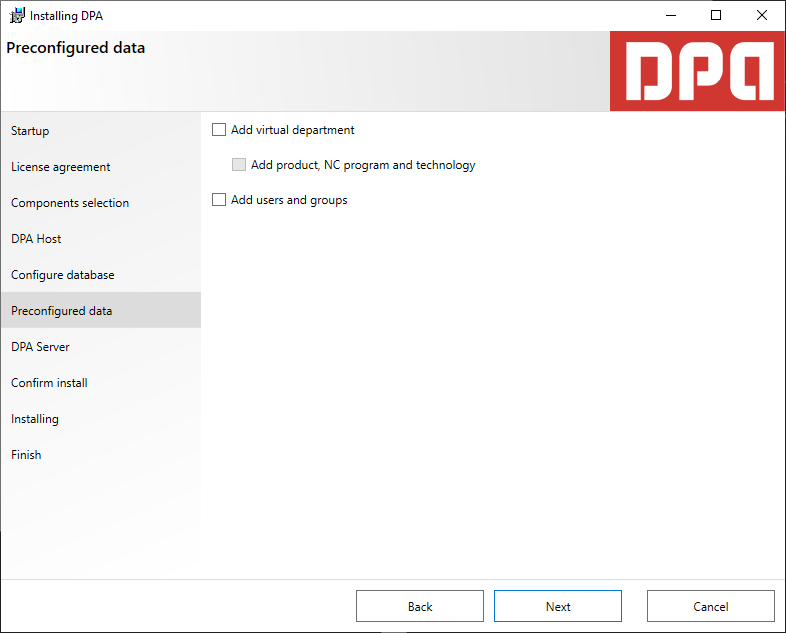 Installing DPA
Preconfigured data
DPA
Startup
License agreement
Components selection
DPA Host
Configure database
Preconfigured data
DPA Server
Confirm install
Installing
Finish
Add virtual department
Add product, NC program and technology
Add users and groups
Back
Next
Cancel